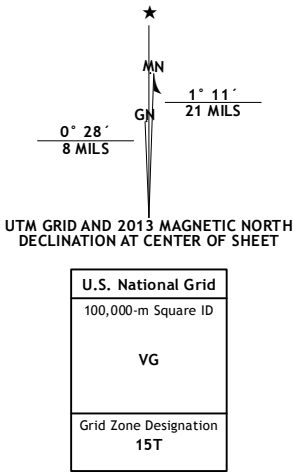 ★
MN
1° 11´
21 MILS
GN
0° 28´
8 MILS
UTM GRID AND 2013 MAGNETIC NORTH
DECLINATION AT CENTER OF SHEET
U.S. National Grid
100,000-m Square ID
VG
Grid Zone Designation
15T